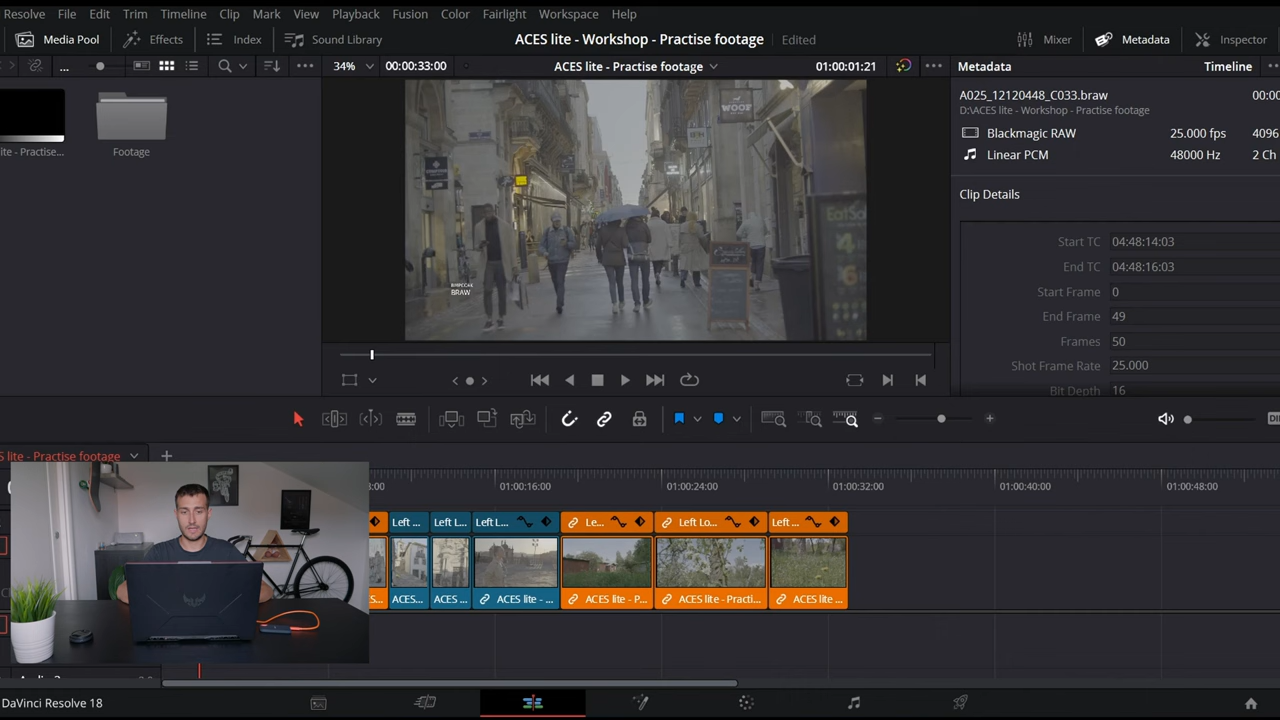 Resolve File Edit Trim Timeline Clip Mark View Playback Fusion Color Fairlight Workspace Help
Media Pool Effects Index Sound Library ACES lite - Workshop - Practise footage Edited Mixer Metadata Inspector
... 34% 00:00:33:00 ACES lite - Practise footage 01:00:01:21 Metadata Timeline
A025_12120448_C033.braw 00:00
D:\ACES lite - Workshop - Practise footage
Blackmagic RAW 25.000 fps 4096
Linear PCM 48000 Hz 2 Ch
lite - Practise... Footage
Clip Details
WOOF
BRAW
Start TC 04:48:14:03
End TC 04:48:16:03
Start Frame 0
End Frame 49
Frames 50
Shot Frame Rate 25.000
Bit Depth 16
ES lite - Practise footage
01:00:16:00 01:00:24:00 01:00:32:00 01:00:40:00 01:00:48:00
Left ... Left L... Left L... Le... Left Lo... Left ...
S... ACES... ACES ... ACES lite - ... ACES lite - P... ACES lite - Practi... ACES lite ...
DaVinci Resolve 18